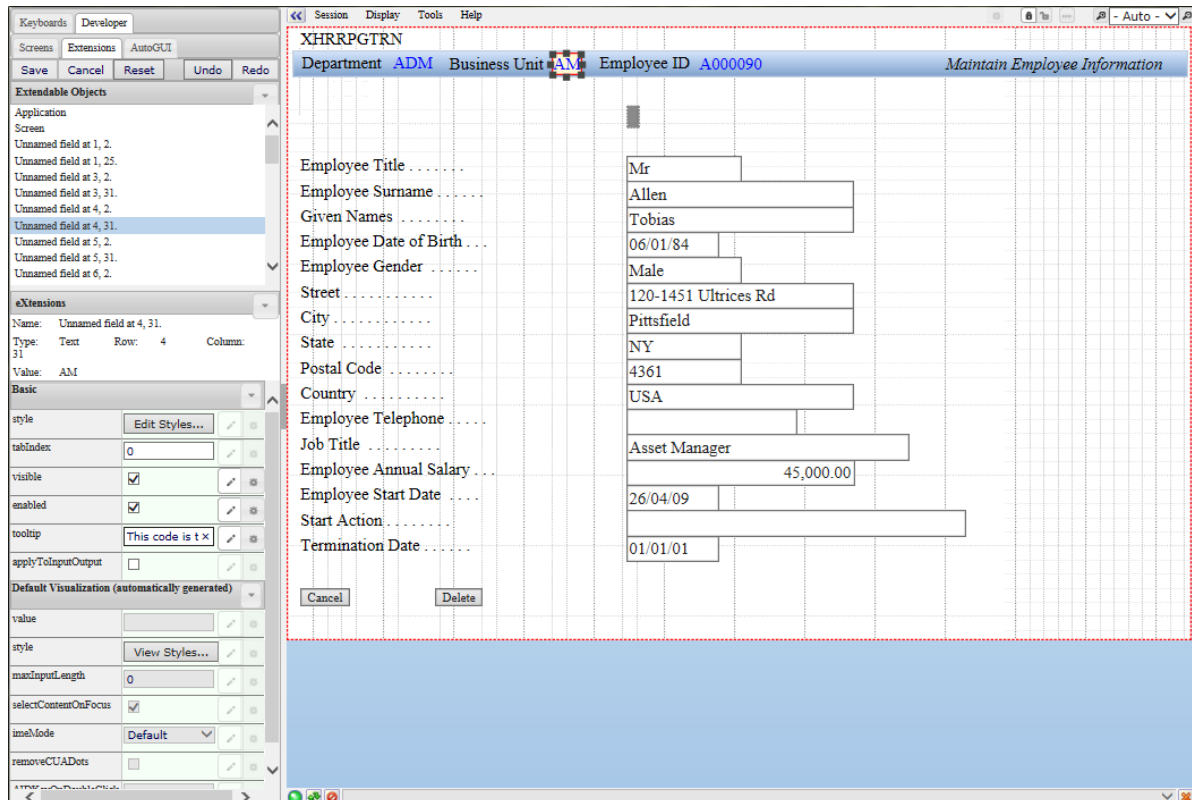 Keyboards Developer
Screens Extensions AutoGUI
Save Cancel Reset Undo Redo
Extendable Objects
Application
Screen
Unnamed field at 1, 2.
Unnamed field at 1, 25.
Unnamed field at 3, 2.
Unnamed field at 3, 31.
Unnamed field at 4, 2.
Unnamed field at 4, 31.
Unnamed field at 5, 2.
Unnamed field at 5, 31.
Unnamed field at 6, 2.
eXtensions
Name: Unnamed field at 4, 31.
Type: Text Row: 4 Column:
31
Value: AM
Basic
style Edit Styles...
tabIndex 0
visible
enabled
tooltip This code is t ×
applyToInputOutput
Default Visualization (automatically generated)
value
style View Styles...
maxInputLength 0
selectContentOnFocus
imeMode Default
removeCUADots
Session Display Tools Help
- Auto -
XHRRPGTRN
Department ADM Business Unit AM Employee ID A000090 Maintain Employee Information
Employee Title . . . . . . . Mr
Employee Surname . . . . . . Allen
Given Names . . . . . . . . Tobias
Employee Date of Birth . . . 06/01/84
Employee Gender . . . . . . Male
Street . . . . . . . . . . . 120-1451 Ultrices Rd
City . . . . . . . . . . . . Pittsfield
State . . . . . . . . . . . NY
Postal Code . . . . . . . . 4361
Country . . . . . . . . . . USA
Employee Telephone . . . . .
Job Title . . . . . . . . . Asset Manager
Employee Annual Salary . . . 45,000.00
Employee Start Date . . . . 26/04/09
Start Action . . . . . . . .
Termination Date . . . . . . 01/01/01
Cancel Delete